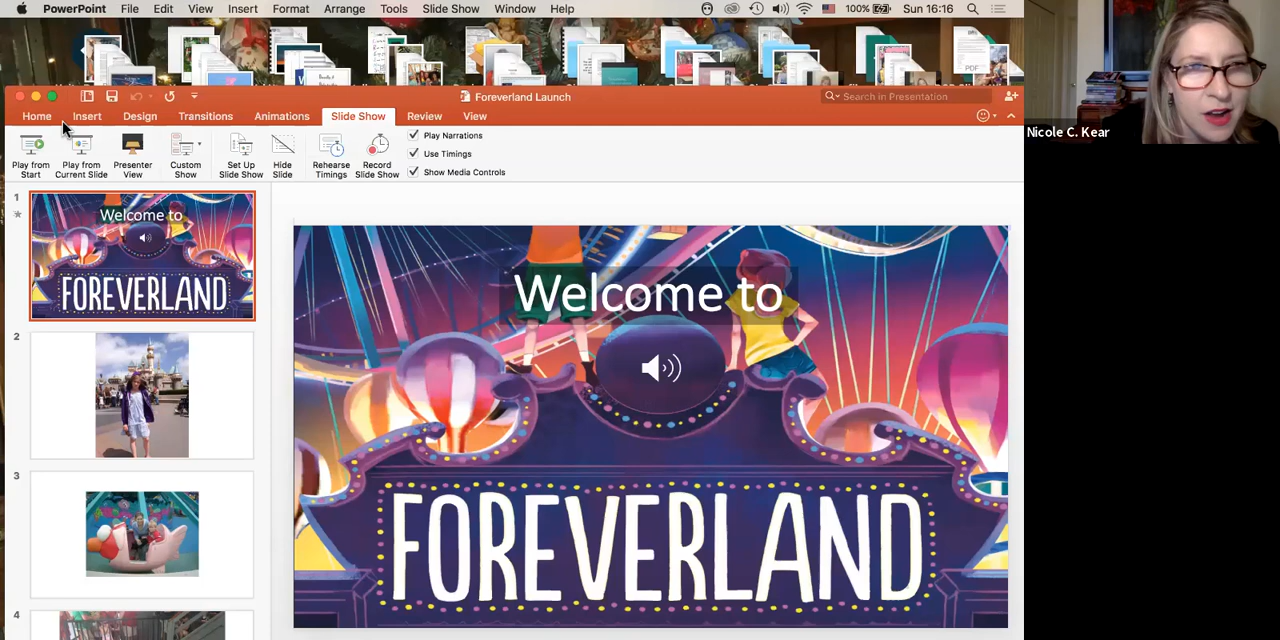 PowerPoint File Edit View Insert Format Arrange Tools Slide Show Window Help 100% Sun 16:16
PDF
Foreverland Launch
Search in Presentation
Home Insert Design Transitions Animations Slide Show Review View
Play from Start
Play from Current Slide
Presenter View
Custom Show
Set Up Slide Show
Hide Slide
Rehearse Timings
Record Slide Show
Play Narrations
Use Timings
Show Media Controls
Nicole C. Kear
1
Welcome to
FOREVERLAND
2
3
4
Welcome to
FOREVERLAND